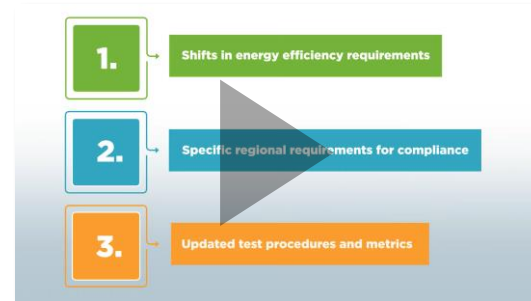 1.
Shifts in energy efficiency requirements
2.
Specific regional requirements for compliance
3.
Updated test procedures and metrics